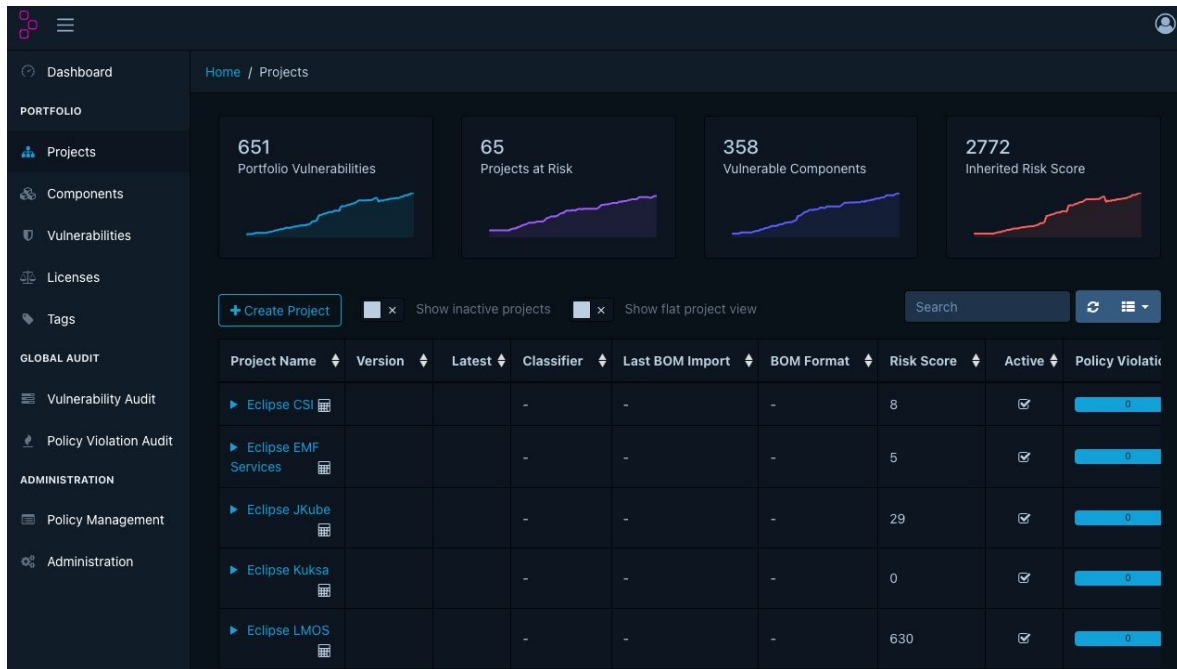 Dashboard
Home / Projects
PORTFOLIO
Projects
Components
Vulnerabilities
Licenses
Tags
GLOBAL AUDIT
Vulnerability Audit
Policy Violation Audit
ADMINISTRATION
Policy Management
Administration
651
Portfolio Vulnerabilities
65
Projects at Risk
358
Vulnerable Components
2772
Inherited Risk Score
+ Create Project
Show inactive projects
Show flat project view
Search
Project Name Version Latest Classifier Last BOM Import BOM Format Risk Score Active Policy Violatio
Eclipse CSI - - - 8 0
Eclipse EMF
Services - - - 5 0
Eclipse JKube
- - - 29 0
Eclipse Kuksa
- - - 0 0
Eclipse LMOS
- - - 630 0